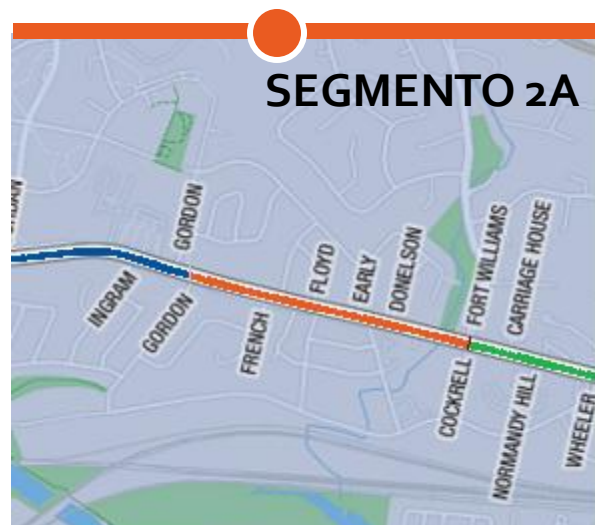 SEGMENTO 2A
GORDON
FLOYD
EARLY
DONELSON
FORT WILLIAMS
CARRIAGE HOUSE
INGRAM
GORDON
FRENCH
COCKRELL
NORMANDY HILL
WHEELER